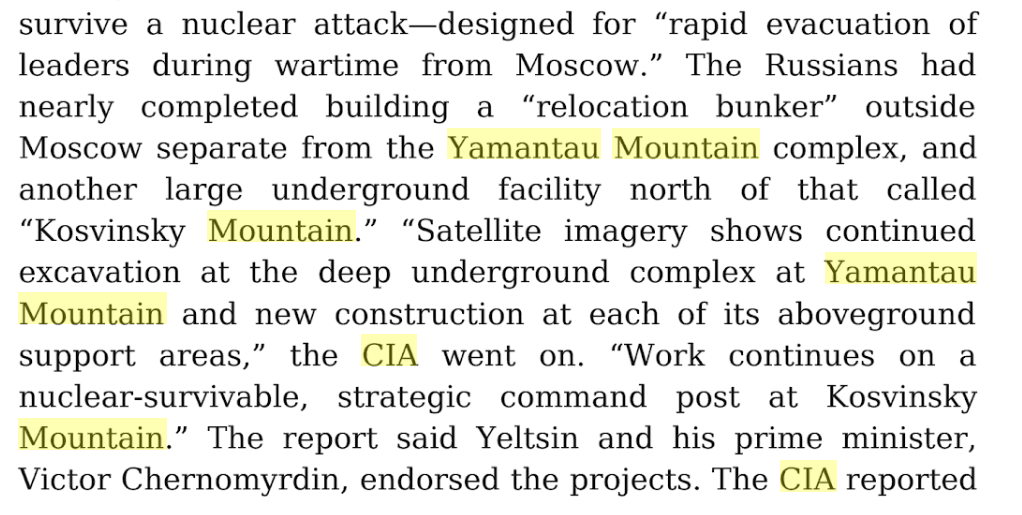 survive a nuclear attack—designed for “rapid evacuation of
leaders during wartime from Moscow.” The Russians had
nearly completed building a “relocation bunker” outside
Moscow separate from the Yamantau Mountain complex, and
another large underground facility north of that called
“Kosvinsky Mountain.” “Satellite imagery shows continued
excavation at the deep underground complex at Yamantau
Mountain and new construction at each of its aboveground
support areas,” the CIA went on. “Work continues on a
nuclear-survivable, strategic command post at Kosvinsky
Mountain.” The report said Yeltsin and his prime minister,
Victor Chernomyrdin, endorsed the projects. The CIA reported